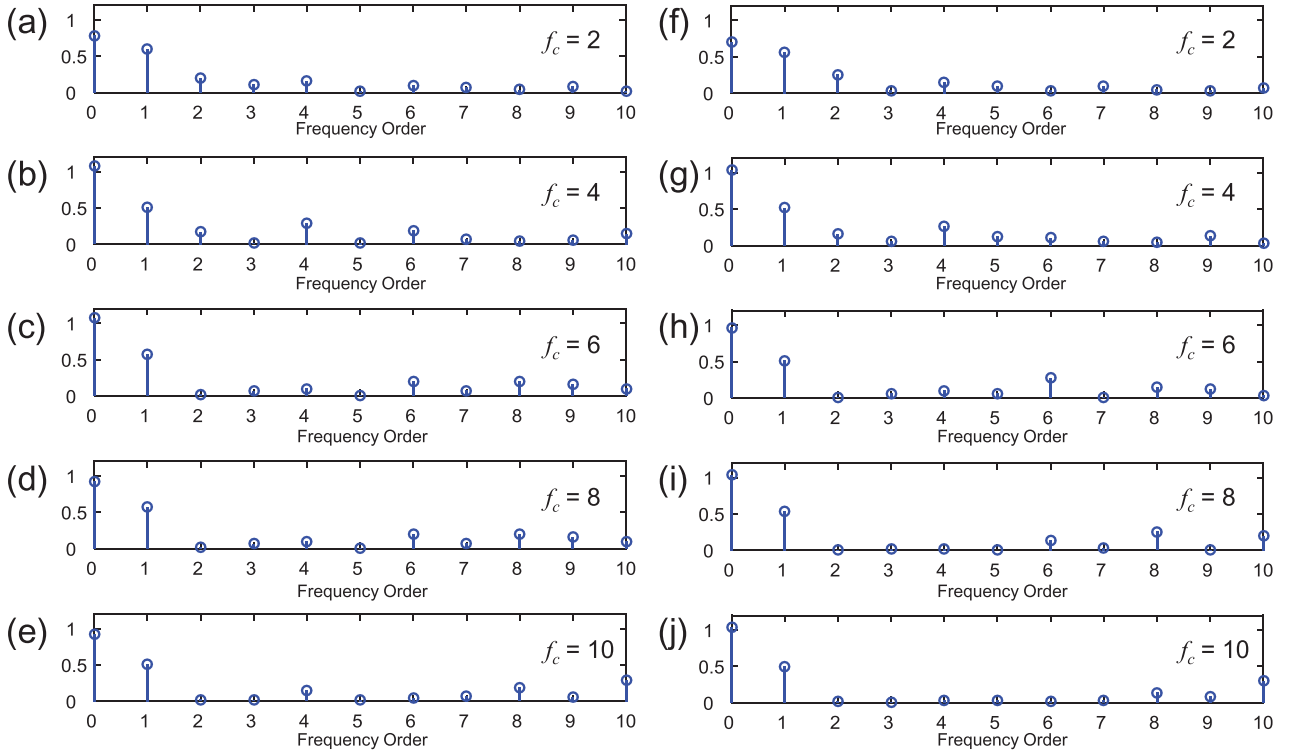 (a)
1
0.5
0
f_c = 2
0 1 2 3 4 5 6 7 8 9 10
Frequency Order
(b)
1
0.5
0
f_c = 4
0 1 2 3 4 5 6 7 8 9 10
Frequency Order
(c)
1
0.5
0
f_c = 6
0 1 2 3 4 5 6 7 8 9 10
Frequency Order
(d)
1
0.5
0
f_c = 8
0 1 2 3 4 5 6 7 8 9 10
Frequency Order
(e)
1
0.5
0
f_c = 10
0 1 2 3 4 5 6 7 8 9 10
Frequency Order
(f)
1
0.5
0
f_c = 2
0 1 2 3 4 5 6 7 8 9 10
Frequency Order
(g)
1
0.5
0
f_c = 4
0 1 2 3 4 5 6 7 8 9 10
Frequency Order
(h)
1
0.5
0
f_c = 6
0 1 2 3 4 5 6 7 8 9 10
Frequency Order
(i)
1
0.5
0
f_c = 8
0 1 2 3 4 5 6 7 8 9 10
Frequency Order
(j)
1
0.5
0
f_c = 10
0 1 2 3 4 5 6 7 8 9 10
Frequency Order